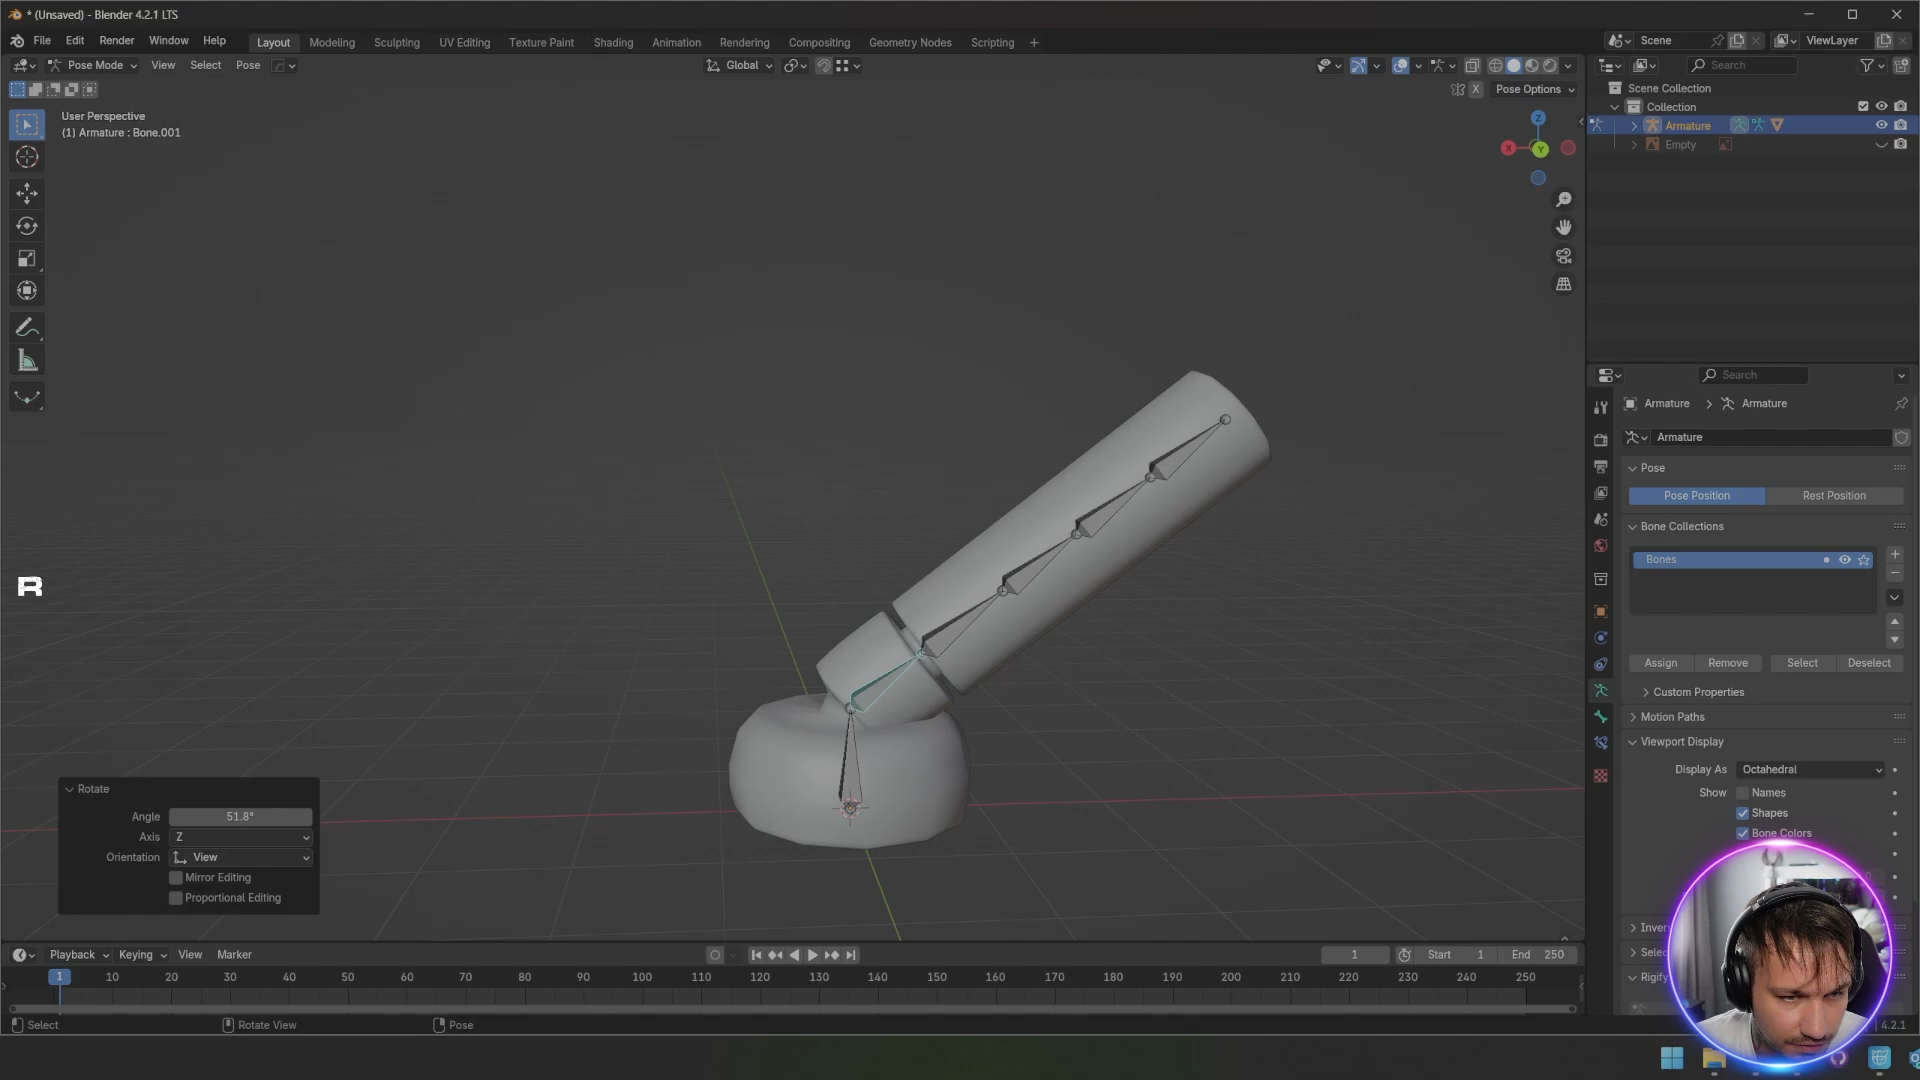 * (Unsaved) - Blender 4.2.1 LTS
File Edit Render Window Help Layout Modeling Sculpting UV Editing Texture Paint Shading Animation Rendering Compositing Geometry Nodes Scripting +
Scene ViewLayer
Pose Mode View Select Pose Global
Search
X Pose Options
Scene Collection
Collection
Armature
Empty
User Perspective
(1) Armature : Bone.001
Z
X Y
Search
Armature > Armature
Armature
Pose
Pose Position Rest Position
Bone Collections
Bones
R
Assign Remove Select Deselect
Custom Properties
Motion Paths
Viewport Display
Display As Octahedral
Show Names
Shapes
Bone Colors
Rotate
Angle 51.8°
Axis Z
Orientation View
Mirror Editing
Proportional Editing
Playback Keying View Marker
1 Start 1 End 250
1 10 20 30 40 50 60 70 80 90 100 110 120 130 140 150 160 170 180 190 200 210 220 230 240 250
Select Rotate View Pose
4.2.1